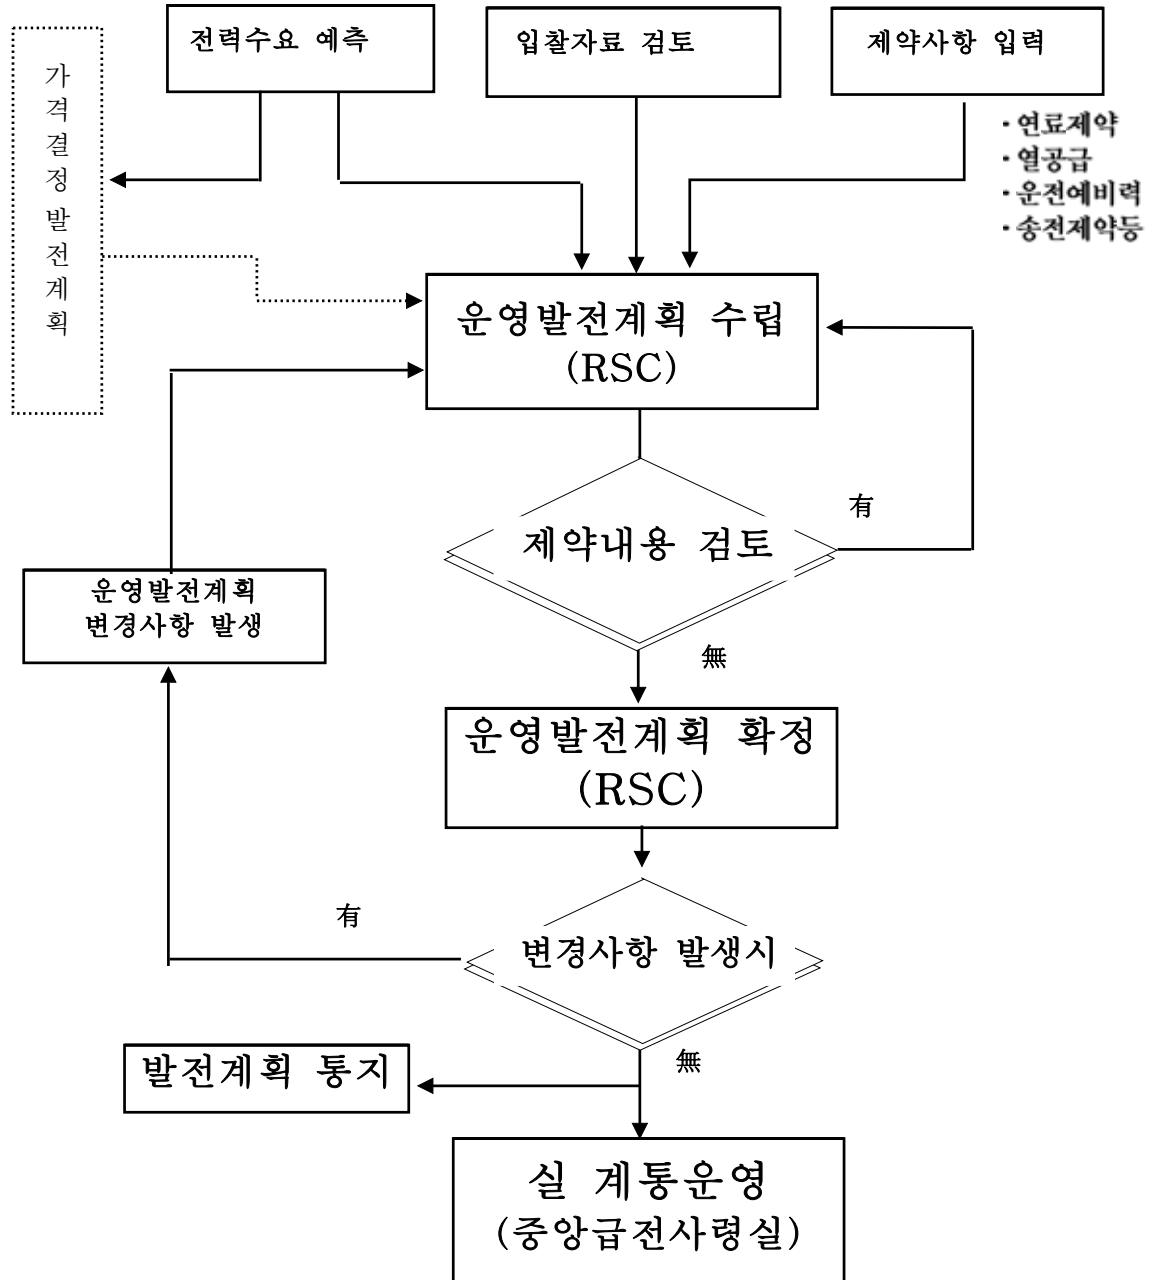 전력수요 예측
입찰자료 검토
제약사항 입력
가격결정 발전계획
· 연료제약
· 열공급
· 운전예비력
· 송전제약등
운영발전계획 수립
(RSC)
제약내용 검토
有
운영발전계획
변경사항 발생
無
운영발전계획 확정
(RSC)
有
변경사항 발생시
無
발전계획 통지
실 계통운영
(중앙급전사령실)